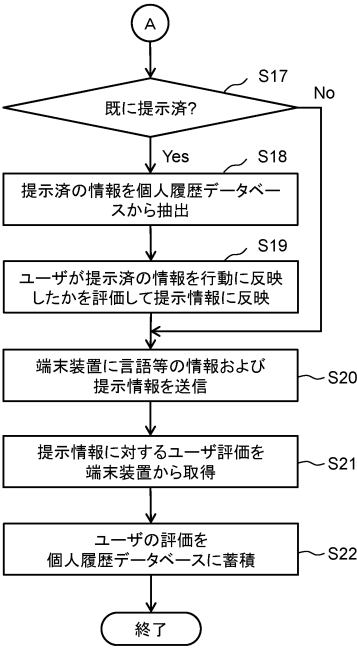 A
S17
既に提示済?
No
Yes
S18
提示済の情報を個人履歴データベー
スから抽出
S19
ユーザが提示済の情報を行動に反映
したかを評価して提示情報に反映
端末装置に言語等の情報および
提示情報を送信
S20
提示情報に対するユーザ評価を
端末装置から取得
S21
ユーザの評価を
個人履歴データベースに蓄積
S22
終了